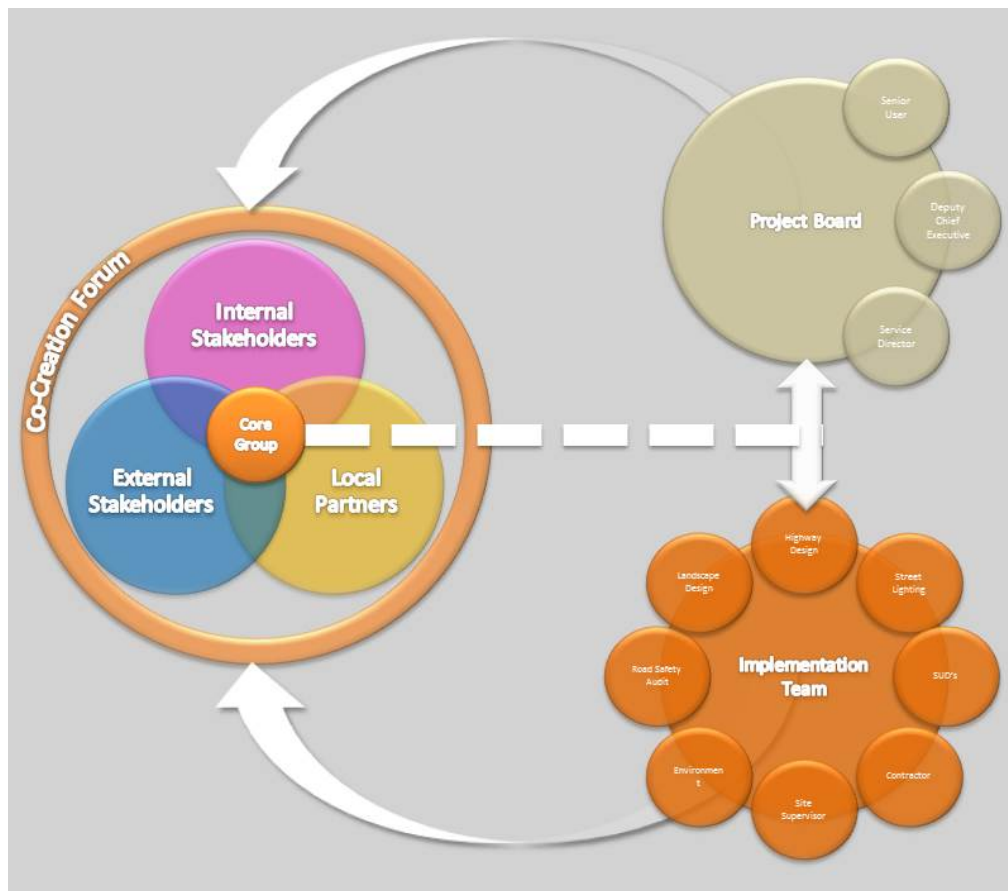 Co-Creation Forum
Internal
Stakeholders
External
Stakeholders
Core
Group
Local
Partners
Project Board
Senior
User
Deputy
Chief
Executive
Service
Director
Implementation
Team
Highway
Design
Street
Lighting
SUD's
Contractor
Site
Supervisor
Environmen
t
Road Safety
Audit
Landscape
Design